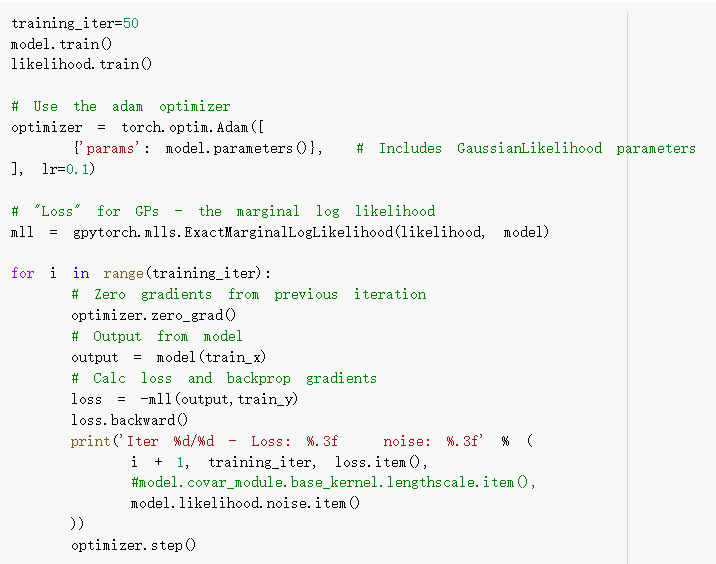 training_iter=50
model.train()
likelihood.train()
# Use the adam optimizer
optimizer = torch.optim.Adam([
{'params': model.parameters()}, # Includes GaussianLikelihood parameters
], lr=0.1)
# "Loss" for GPs - the marginal log likelihood
mll = gpytorch.mlls.ExactMarginalLogLikelihood(likelihood, model)
for i in range(training_iter):
# Zero gradients from previous iteration
optimizer.zero_grad()
# Output from model
output = model(train_x)
# Calc loss and backprop gradients
loss = -mll(output,train_y)
loss.backward()
print('Iter %d/%d - Loss: %.3f noise: %.3f' % (
i + 1, training_iter, loss.item(),
#model.covar_module.base_kernel.lengthscale.item(),
model.likelihood.noise.item()
))
optimizer.step()